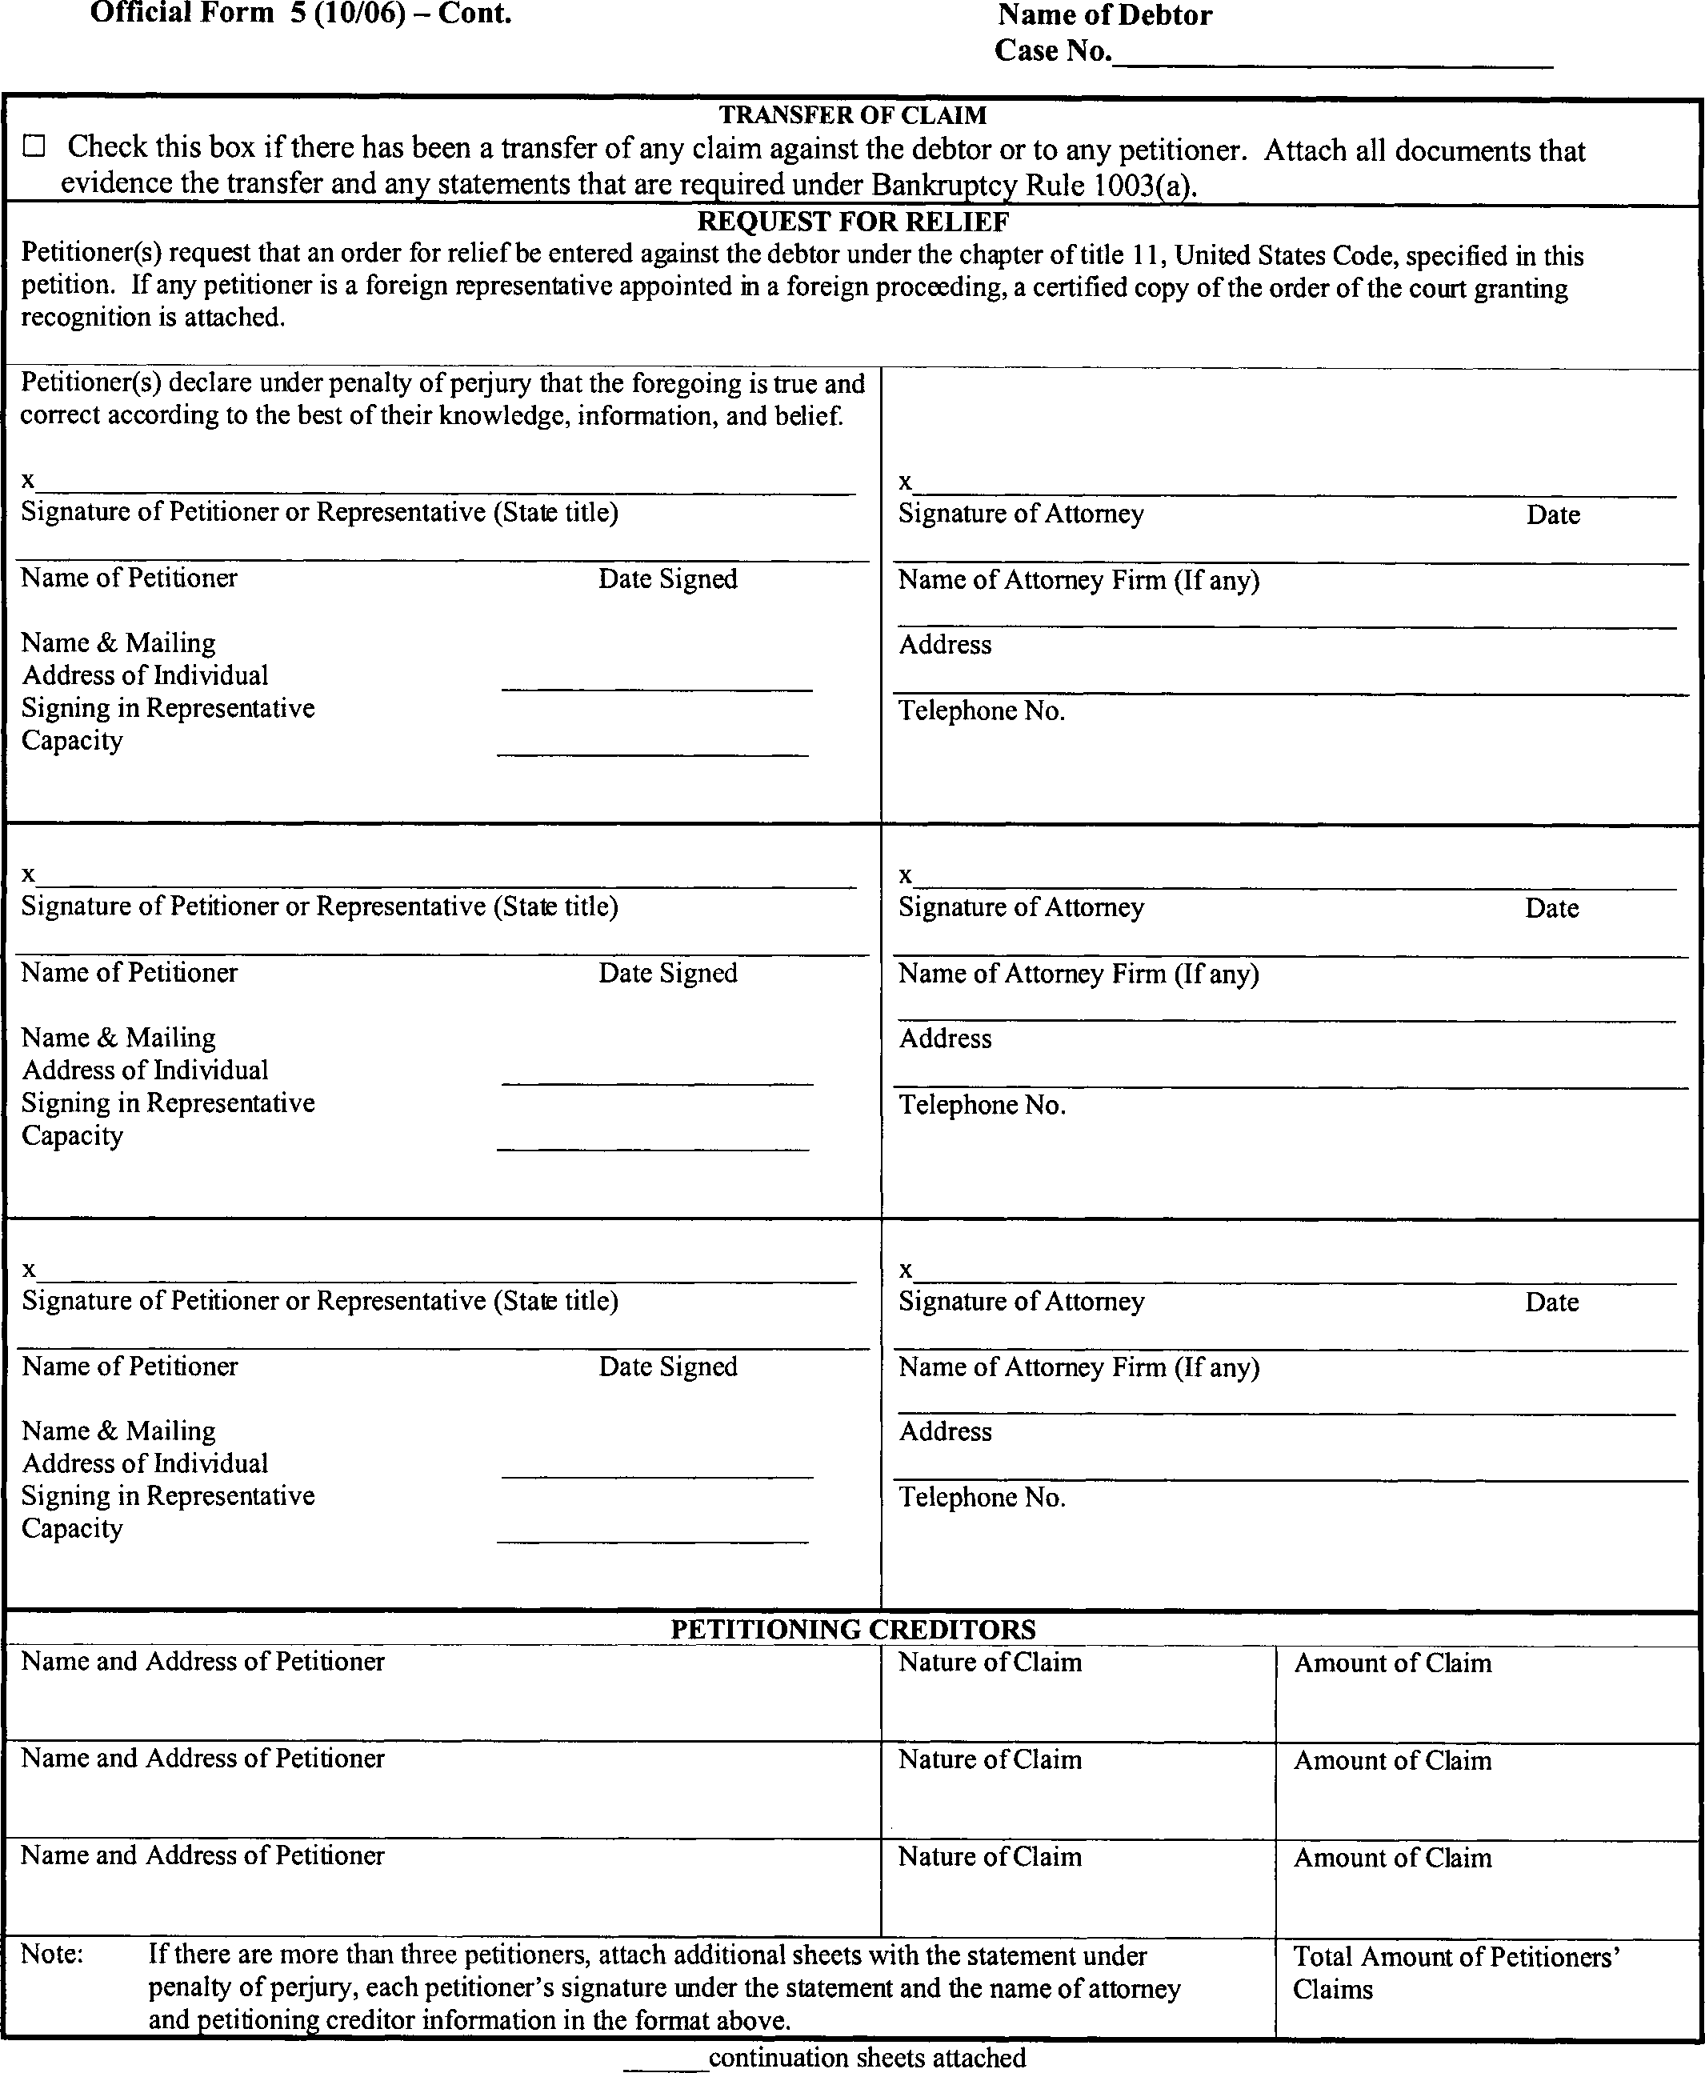 Official Form 5 (10/06) – Cont.
Name of Debtor
Case No.
TRANSFER OF CLAIM
☐ Check this box if there has been a transfer of any claim against the debtor or to any petitioner. Attach all documents that
evidence the transfer and any statements that are required under Bankruptcy Rule 1003(a).
REQUEST FOR RELIEF
Petitioner(s) request that an order for relief be entered against the debtor under the chapter of title 11, United States Code, specified in this
petition. If any petitioner is a foreign representative appointed in a foreign proceeding, a certified copy of the order of the court granting
recognition is attached.
Petitioner(s) declare under penalty of perjury that the foregoing is true and
correct according to the best of their knowledge, information, and belief.
x
Signature of Petitioner or Representative (State title)
Name of Petitioner Date Signed
Name & Mailing
Address of Individual
Signing in Representative
Capacity
x
Signature of Attorney Date
Name of Attorney Firm (If any)
Address
Telephone No.
x
Signature of Petitioner or Representative (State title)
Name of Petitioner Date Signed
Name & Mailing
Address of Individual
Signing in Representative
Capacity
x
Signature of Attorney Date
Name of Attorney Firm (If any)
Address
Telephone No.
x
Signature of Petitioner or Representative (State title)
Name of Petitioner Date Signed
Name & Mailing
Address of Individual
Signing in Representative
Capacity
x
Signature of Attorney Date
Name of Attorney Firm (If any)
Address
Telephone No.
PETITIONING CREDITORS
Name and Address of Petitioner Nature of Claim Amount of Claim
Name and Address of Petitioner Nature of Claim Amount of Claim
Name and Address of Petitioner Nature of Claim Amount of Claim
Note: If there are more than three petitioners, attach additional sheets with the statement under
penalty of perjury, each petitioner's signature under the statement and the name of attorney
and petitioning creditor information in the format above.
Total Amount of Petitioners'
Claims
______continuation sheets attached